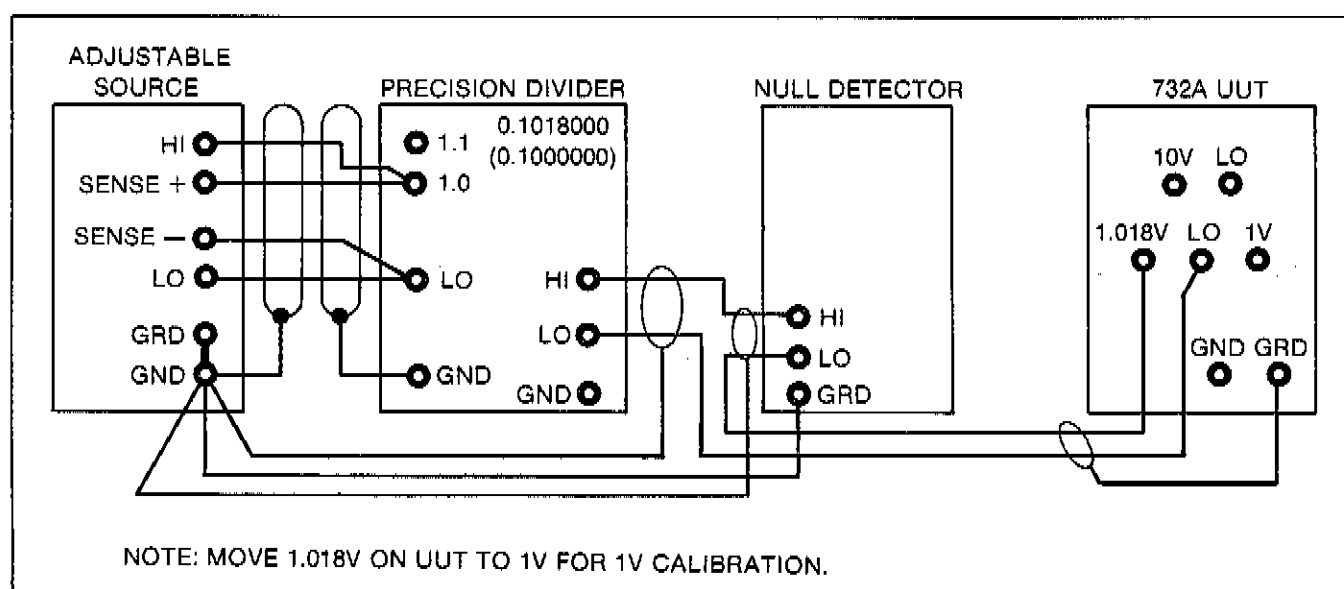 ADJUSTABLE
SOURCE
HI
SENSE +
SENSE —
LO
GRD
GND
PRECISION DIVIDER
1.1
0.1018000
(0.1000000)
1.0
LO
HI
LO
GND
GND
NULL DETECTOR
HI
LO
GRD
732A UUT
10V LO
1.018V LO 1V
GND GRD
NOTE: MOVE 1.018V ON UUT TO 1V FOR 1V CALIBRATION.